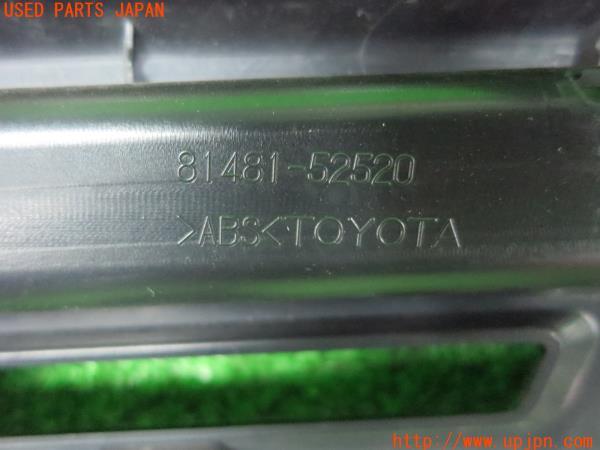 USED PARTS JAPAN
81481-52520
>ABS<TOYOTA
http://www.upjpn.com/